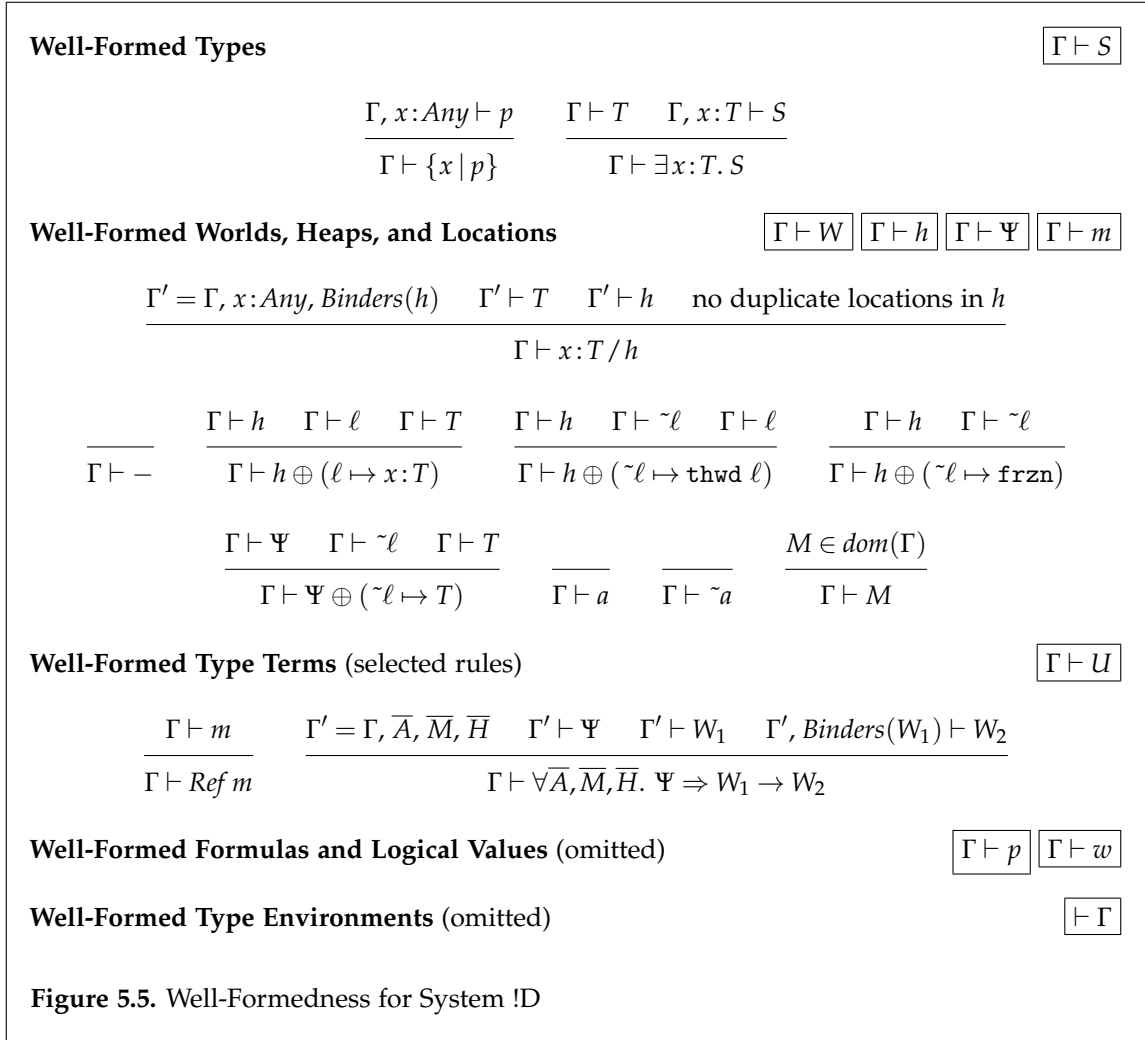 Well-Formed Types Γ ⊢ S
Γ, x : Any ⊢ p    Γ ⊢ T    Γ, x : T ⊢ S
Γ ⊢ {x | p}    Γ ⊢ ∃x : T. S
Well-Formed Worlds, Heaps, and Locations Γ ⊢ W Γ ⊢ h Γ ⊢ Ψ Γ ⊢ m
Γ′ = Γ, x : Any, Binders(h)    Γ′ ⊢ T    Γ′ ⊢ h    no duplicate locations in h
Γ ⊢ x : T / h
Γ ⊢ h    Γ ⊢ ℓ    Γ ⊢ T    Γ ⊢ h    Γ ⊢ ~ℓ    Γ ⊢ ℓ    Γ ⊢ h    Γ ⊢ ~ℓ
Γ ⊢ −    Γ ⊢ h ⊕ (ℓ ↦ x : T)    Γ ⊢ h ⊕ (~ℓ ↦ thwd ℓ)    Γ ⊢ h ⊕ (~ℓ ↦ frzn)
Γ ⊢ Ψ    Γ ⊢ ~ℓ    Γ ⊢ T    M ∈ dom(Γ)
Γ ⊢ Ψ ⊕ (~ℓ ↦ T)    Γ ⊢ a    Γ ⊢ ~a    Γ ⊢ M
Well-Formed Type Terms (selected rules) Γ ⊢ U
Γ ⊢ m    Γ′ = Γ, A̅, M̅, H̅    Γ′ ⊢ Ψ    Γ′ ⊢ W₁    Γ′, Binders(W₁) ⊢ W₂
Γ ⊢ Ref m    Γ ⊢ ∀A̅, M̅, H̅. Ψ ⇒ W₁ → W₂
Well-Formed Formulas and Logical Values (omitted) Γ ⊢ p Γ ⊢ w
Well-Formed Type Environments (omitted) ⊢ Γ
Figure 5.5. Well-Formedness for System !D